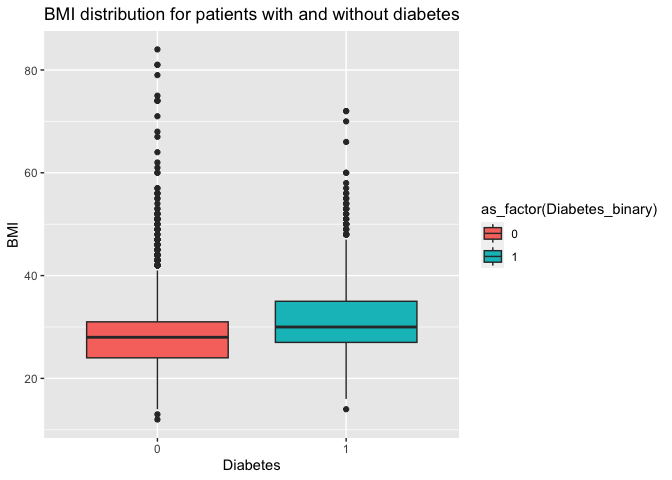 BMI distribution for patients with and without diabetes
BMI
80
60
40
20
0
1
Diabetes
as_factor(Diabetes_binary)
0
1